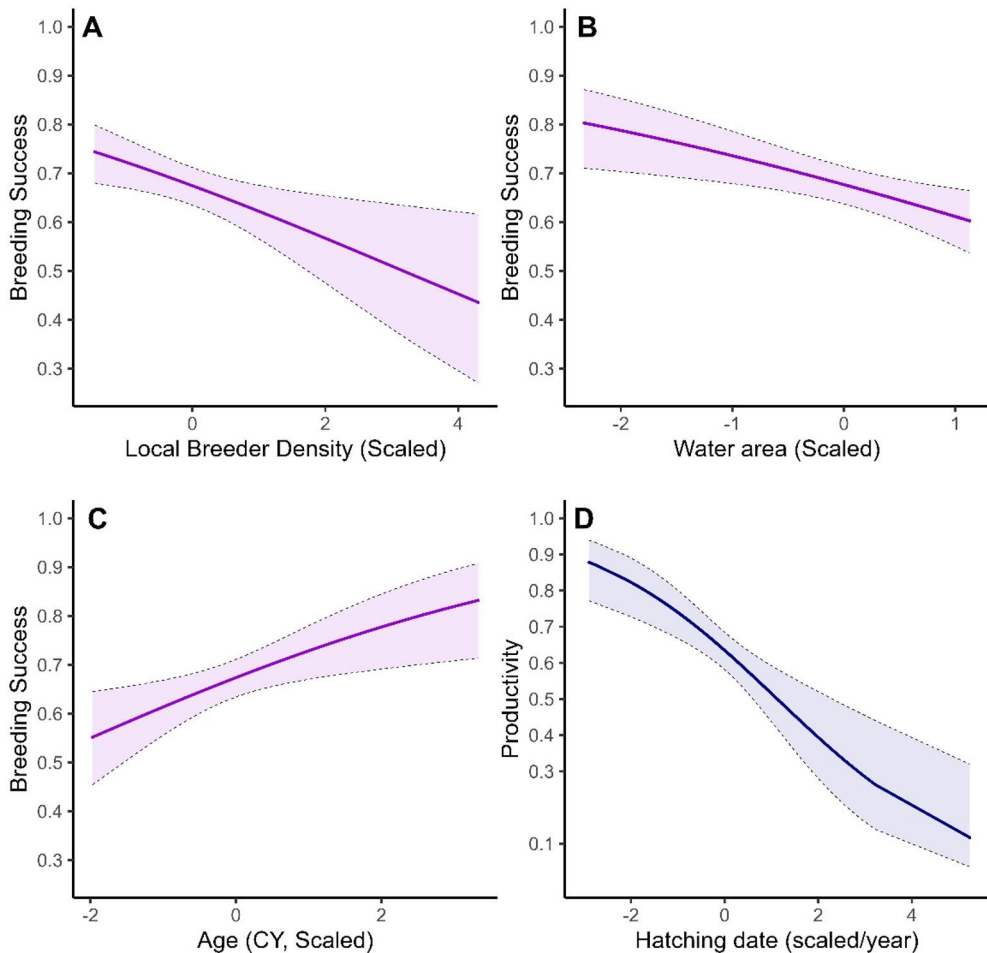 A
1.0
0.9
0.8
0.7
0.6
0.5
0.4
0.3
Breeding Success
0 2 4
Local Breeder Density (Scaled)
B
1.0
0.9
0.8
0.7
0.6
0.5
0.4
0.3
Breeding Success
-2 -1 0 1
Water area (Scaled)
C
1.0
0.9
0.8
0.7
0.6
0.5
0.4
0.3
Breeding Success
-2 0 2
Age (CY, Scaled)
D
1.0
0.9
0.8
0.7
0.6
0.5
0.3
0.1
Productivity
-2 0 2 4
Hatching date (scaled/year)